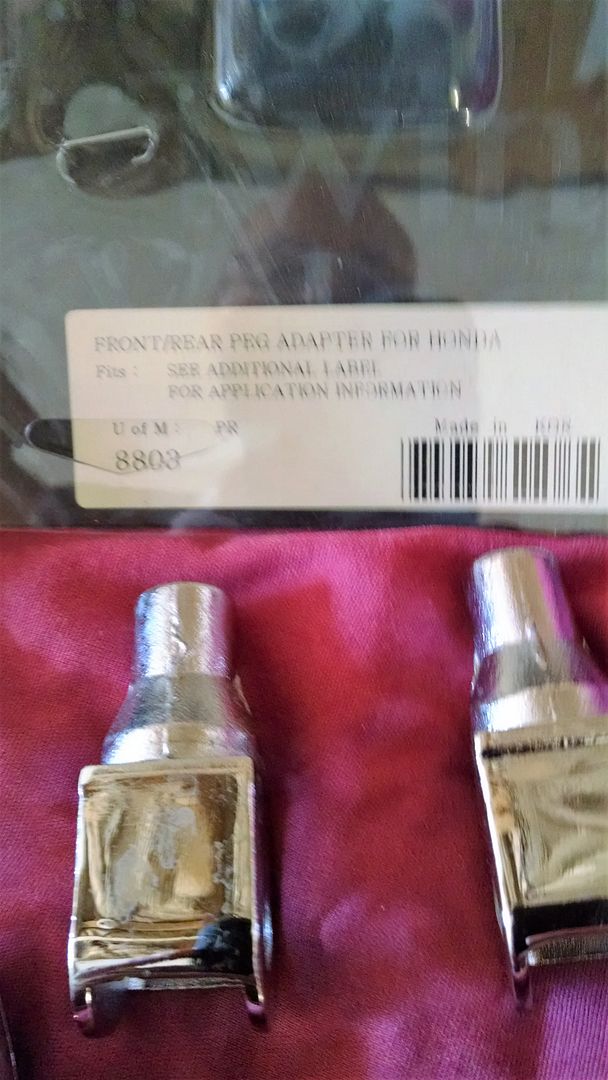 FRONT/REAR PEG ADAPTER FOR HONDA
Fits : SEE ADDITIONAL LABEL
FOR APPLICATION INFORMATION
U of M : PR
Made in
8803